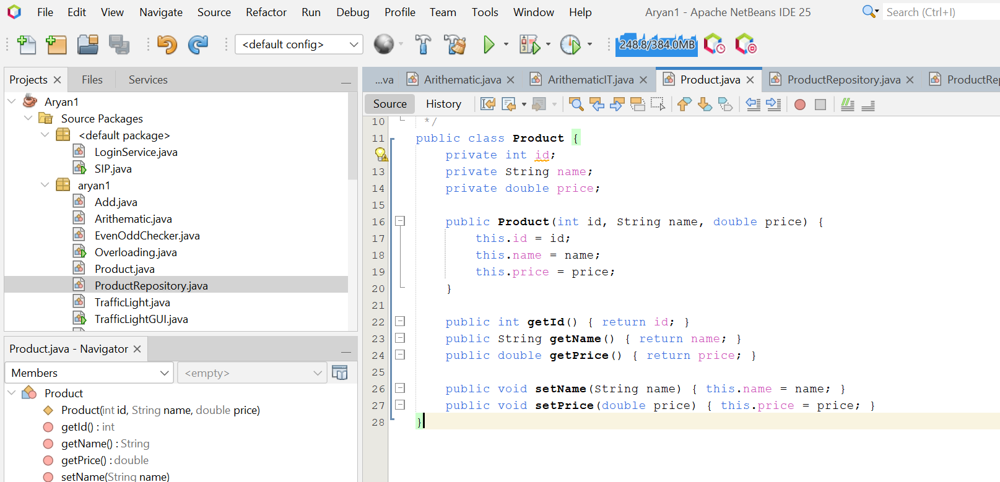 File Edit View Navigate Source Refactor Run Debug Profile Team Tools Window Help Aryan1 - Apache NetBeans IDE 25 Search (Ctrl+I)
<default config> 248.8/384.0MB
Projects Files Services
Aryan1
Source Packages
<default package>
LoginService.java
SIP.java
aryan1
Add.java
Arithematic.java
EvenOddChecker.java
Overloading.java
Product.java
ProductRepository.java
TrafficLight.java
TrafficLightGUI.java
Product.java - Navigator
Members <empty>
Product
Product(int id, String name, double price)
getId() : int
getName() : String
getPrice() : double
setName(String name)
...va Arithematic.java ArithematicIT.java Product.java ProductRepository.java ProductRep
Source History
10 */
11 public class Product {
private int id;
13 private String name;
14 private double price;
15
16 public Product(int id, String name, double price) {
17 this.id = id;
18 this.name = name;
19 this.price = price;
20 }
21
22 public int getId() { return id; }
23 public String getName() { return name; }
24 public double getPrice() { return price; }
25
26 public void setName(String name) { this.name = name; }
27 public void setPrice(double price) { this.price = price; }
28 }